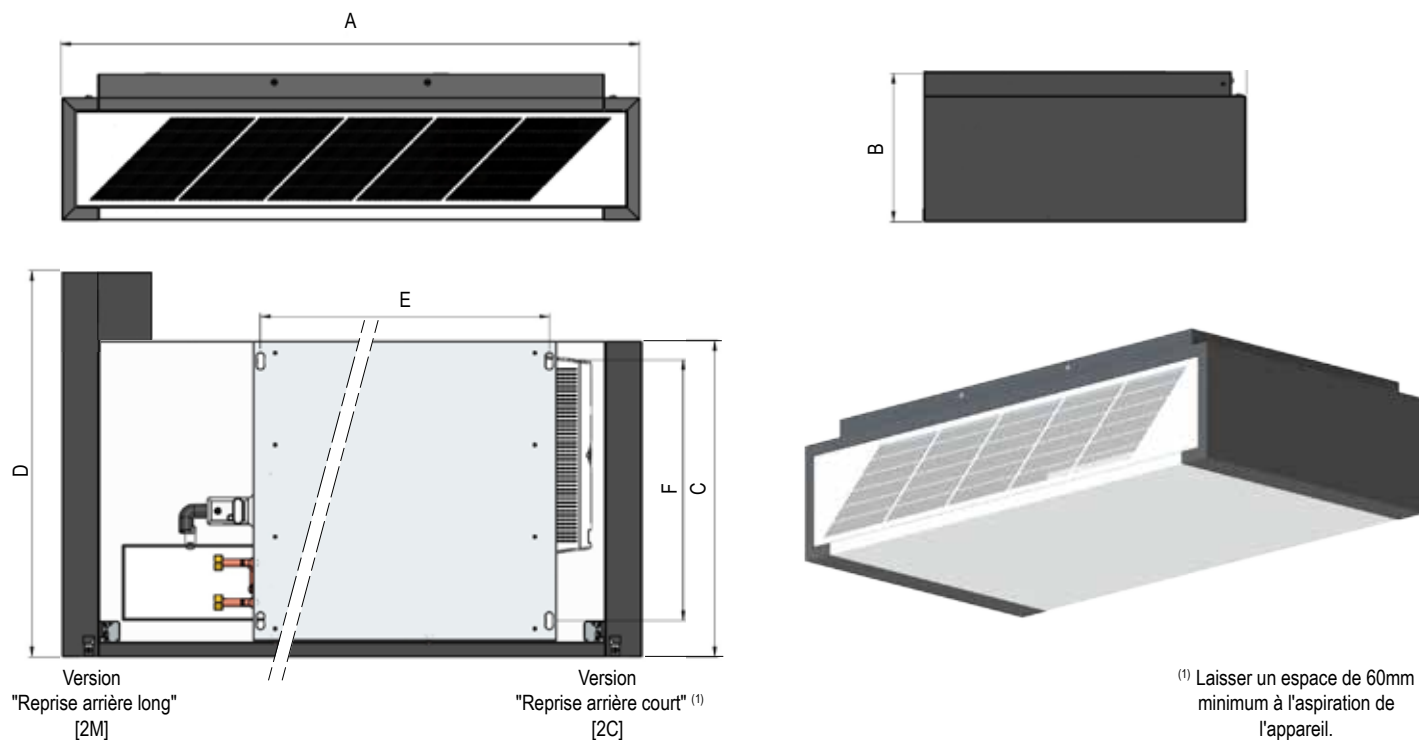 A
B
E
D
F
C
Version
"Reprise arrière long"
[2M]
Version
"Reprise arrière court" (1)
[2C]
(1) Laisser un espace de 60mm
minimum à l'aspiration de
l'appareil.